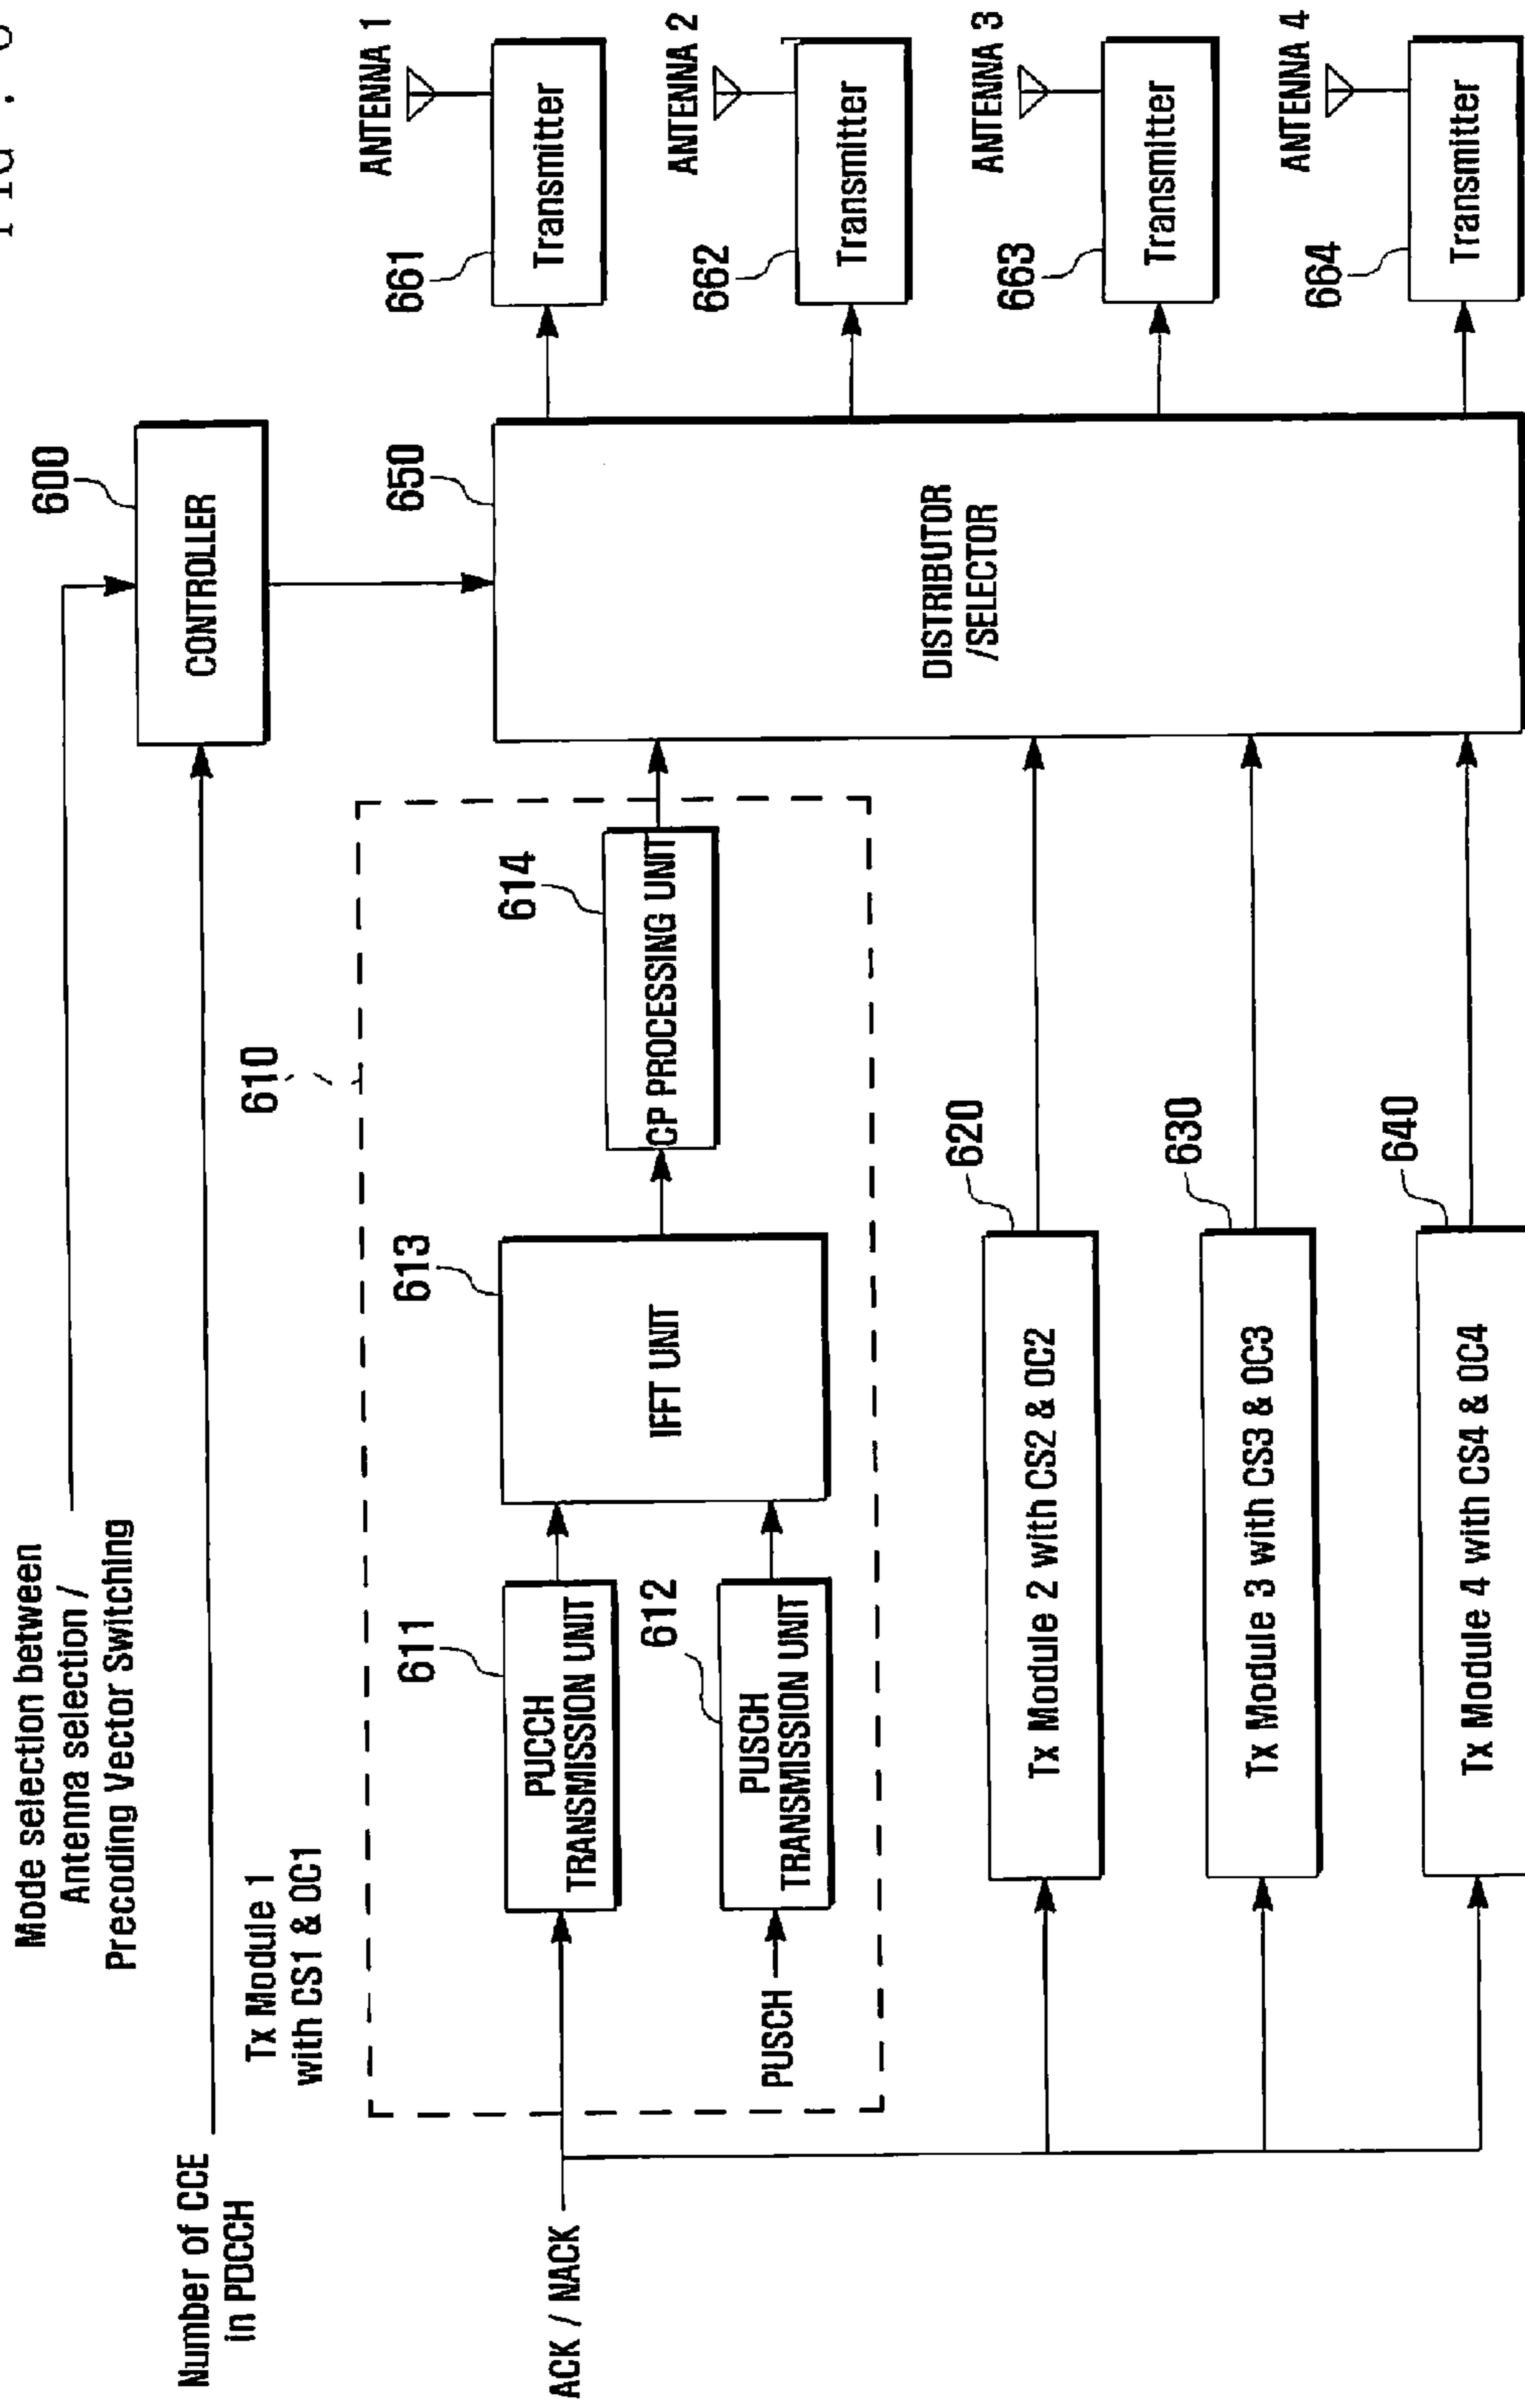 Mode selection between
Antenna selection /
Precoding Vector Switching
600
CONTROLLER
Number of CCE
in PDCCH
Tx Module 1
with CS1 & OC1
610
611
PUCCH
TRANSMISSION UNIT
613
IFFT UNIT
614
CP PROCESSING UNIT
612
PUSCH
TRANSMISSION UNIT
PUSCH
ACK / NACK
620
Tx Module 2 with CS2 & OC2
630
Tx Module 3 with CS3 & OC3
640
Tx Module 4 with CS4 & OC4
650
DISTRIBUTOR
/SELECTOR
ANTENNA 1
661
Transmitter
ANTENNA 2
662
Transmitter
ANTENNA 3
663
Transmitter
ANTENNA 4
664
Transmitter